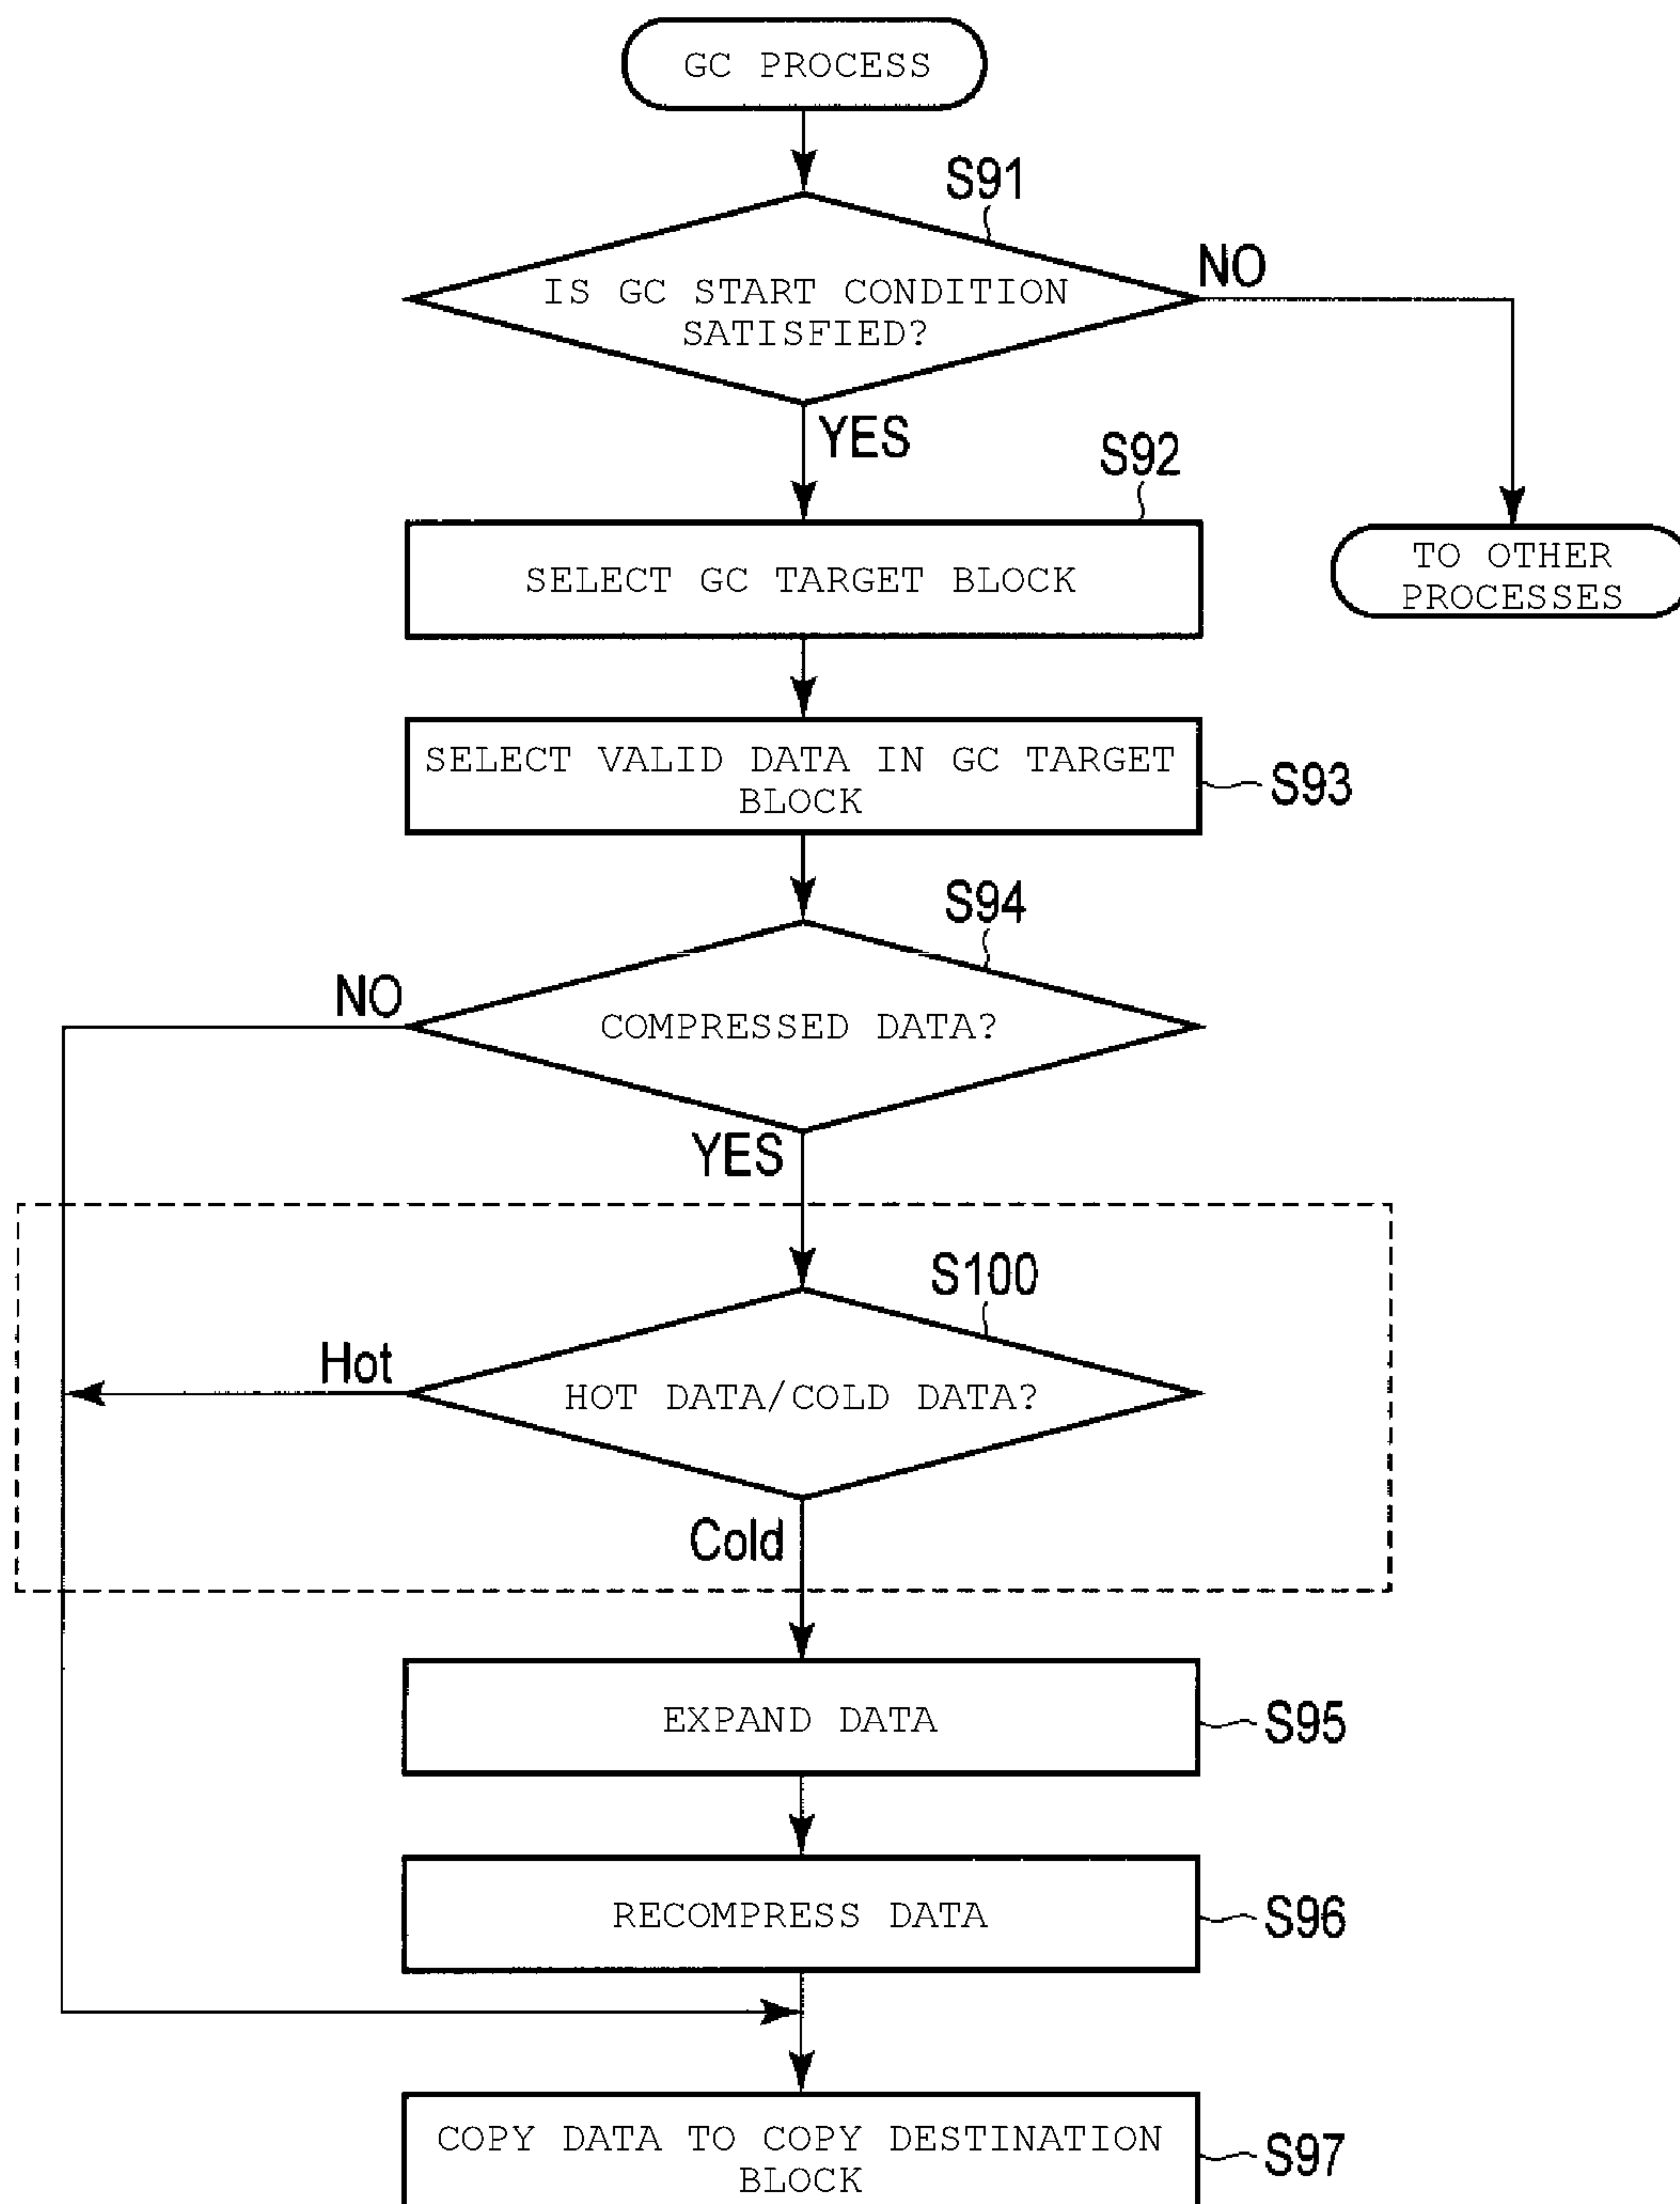 GC PROCESS
S91
IS GC START CONDITION
SATISFIED?
NO
YES
S92
SELECT GC TARGET BLOCK
TO OTHER
PROCESSES
SELECT VALID DATA IN GC TARGET
BLOCK
S93
S94
NO
COMPRESSED DATA?
YES
S100
Hot
HOT DATA/COLD DATA?
Cold
EXPAND DATA
S95
RECOMPRESS DATA
S96
COPY DATA TO COPY DESTINATION
BLOCK
S97